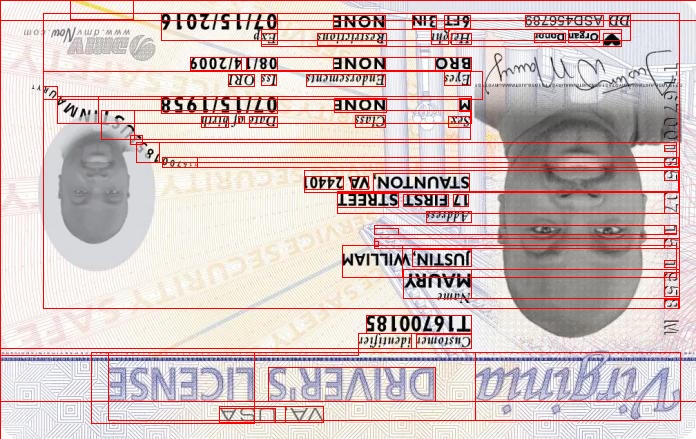 VA USA
Virginia DRIVER'S LICENSE
Customer identifier
T16700185
Name
MAURY
JUSTIN, WILLIAM
Address
17 FIRST STREET
STAUNTON, VA 24401
Sex Class Date of birth
M NONE 07/15/1958
Eyes Endorsements Iss ORI
BRO NONE 08/14/2009
Height Restrictions Exp
6FT 3IN NONE 07/15/2016
Organ Donor
DD ASD456789
DMV
www.dmvNow.com